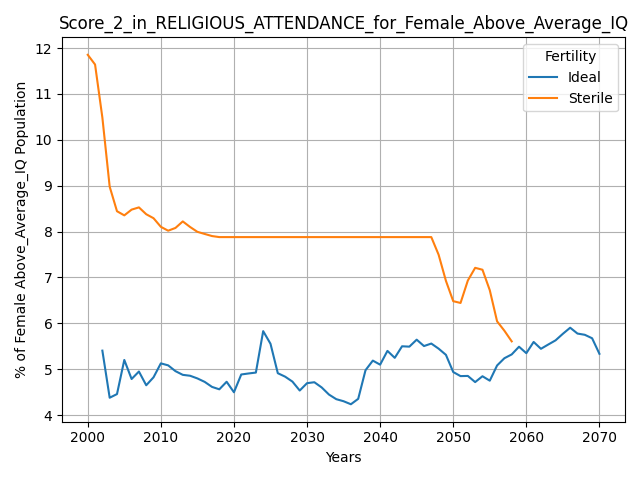 Score_2_in_RELIGIOUS_ATTENDANCE_for_Female_Above_Average_IQ
% of Female Above_Average_IQ Population
12
11
10
9
8
7
6
5
4
Fertility
Ideal
Sterile
2000 2010 2020 2030 2040 2050 2060 2070
Years